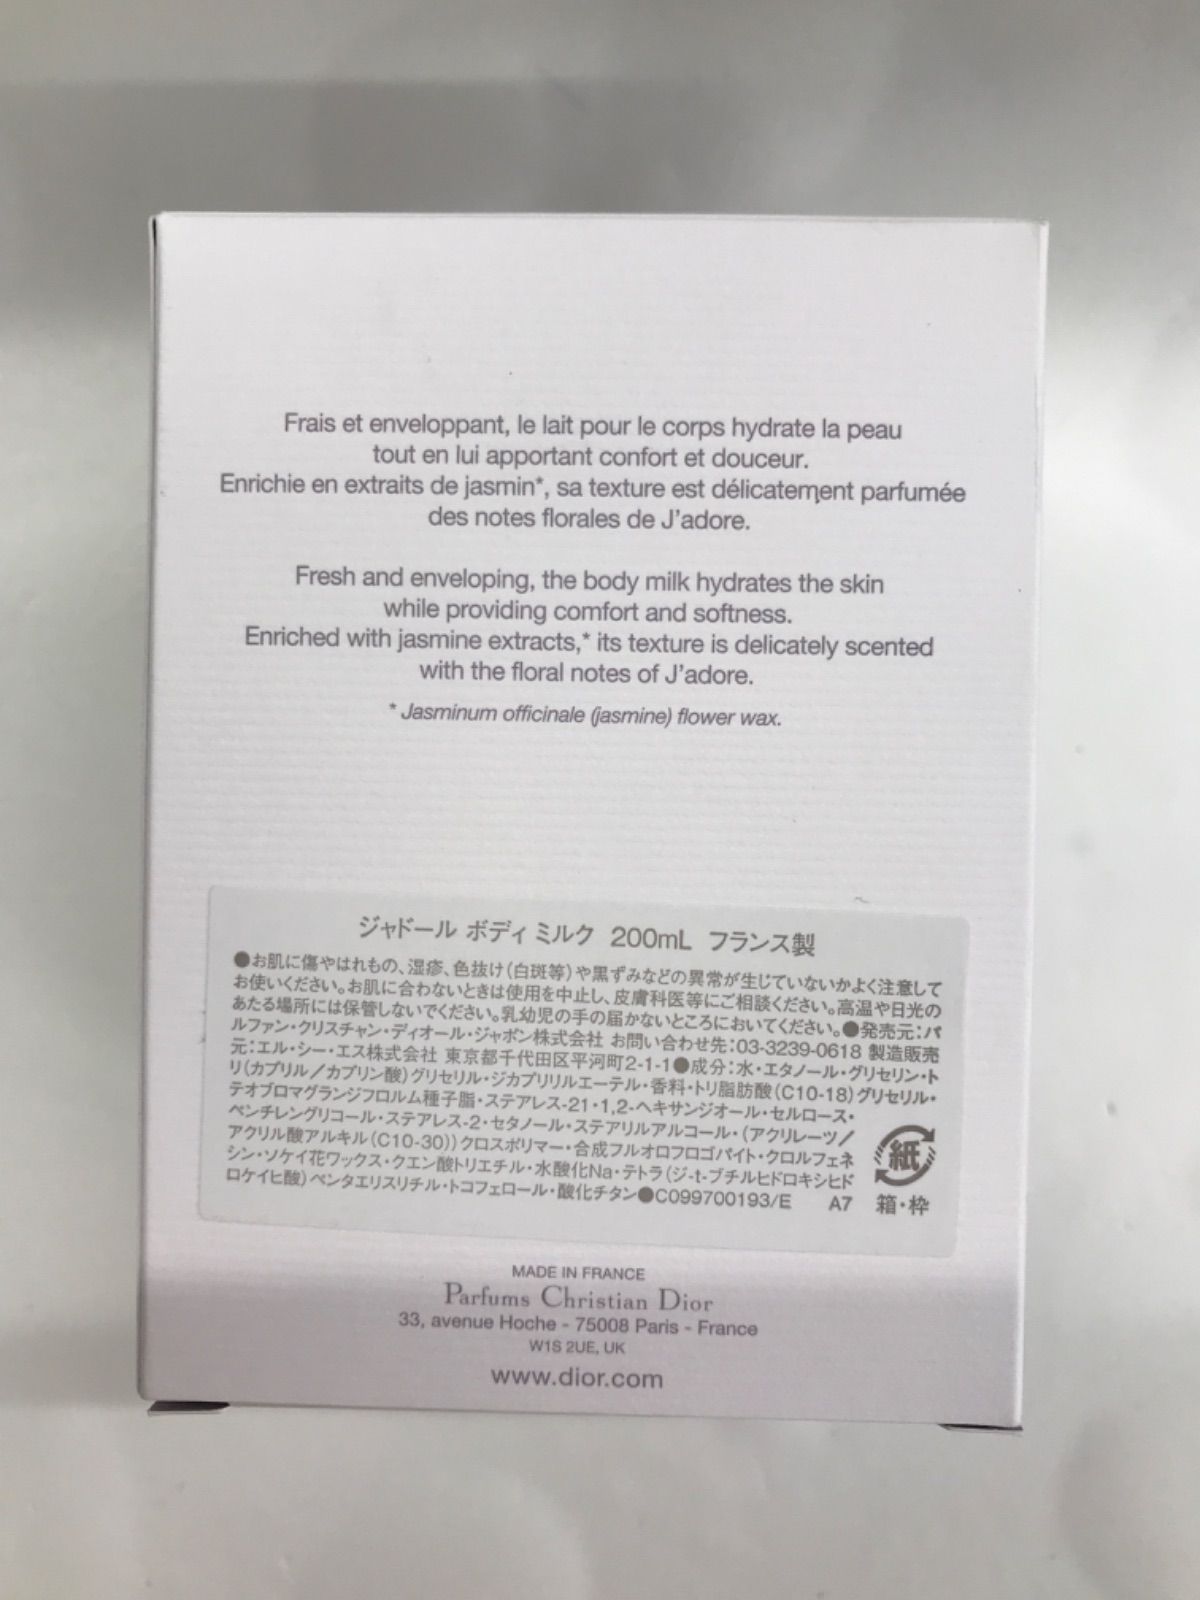 Frais et enveloppant, le lait pour le corps hydrate la peau
tout en lui apportant confort et douceur.
Enrichie en extraits de jasmin*, sa texture est délicatement parfumée
des notes florales de J'adore.
Fresh and enveloping, the body milk hydrates the skin
while providing comfort and softness.
Enriched with jasmine extracts,* its texture is delicately scented
with the floral notes of J'adore.
* Jasminum officinale (jasmine) flower wax.
ジャドール ボディ ミルク 200mL フランス製
●お肌に傷やはれもの、湿疹、色抜け(白斑等)や黒ずみなどの異常が生じていないかよく注意して
お使いください。お肌に合わないときは使用を中止し、皮膚科医等にご相談ください。高温や日光の
あたる場所には保管しないでください。乳幼児の手の届かないところにおいてください。●発売元:パ
ルファン・クリスチャン・ディオール・ジャポン株式会社 お問い合わせ先:03-3239-0618 製造販売
元:エル・シー・エス株式会社 東京都千代田区平河町2-1-1●成分:水・エタノール・グリセリン・ト
リ(カプリル/カプリン酸)グリセリル・ジカプリリルエーテル・香料・トリ脂肪酸(C10-18)グリセリル・
テオブロマグランジフロルム種子脂・ステアレス-21・1,2-ヘキサンジオール・セルロース・
ペンチレングリコール・ステアレス-2・セタノール・ステアリルアルコール・(アクリレーツ/
アクリル酸アルキル(C10-30))クロスポリマー・合成フルオロフロゴパイト・クロルフェネ
シン・ソケイ花ワックス・クエン酸トリエチル・水酸化Na・テトラ(ジ-t-ブチルヒドロキシヒド
ロケイヒ酸)ペンタエリスリチル・トコフェロール・酸化チタン●C099700193/E A7
紙
箱・枠
MADE IN FRANCE
Parfums Christian Dior
33, avenue Hoche - 75008 Paris - France
W1S 2UE, UK
www.dior.com